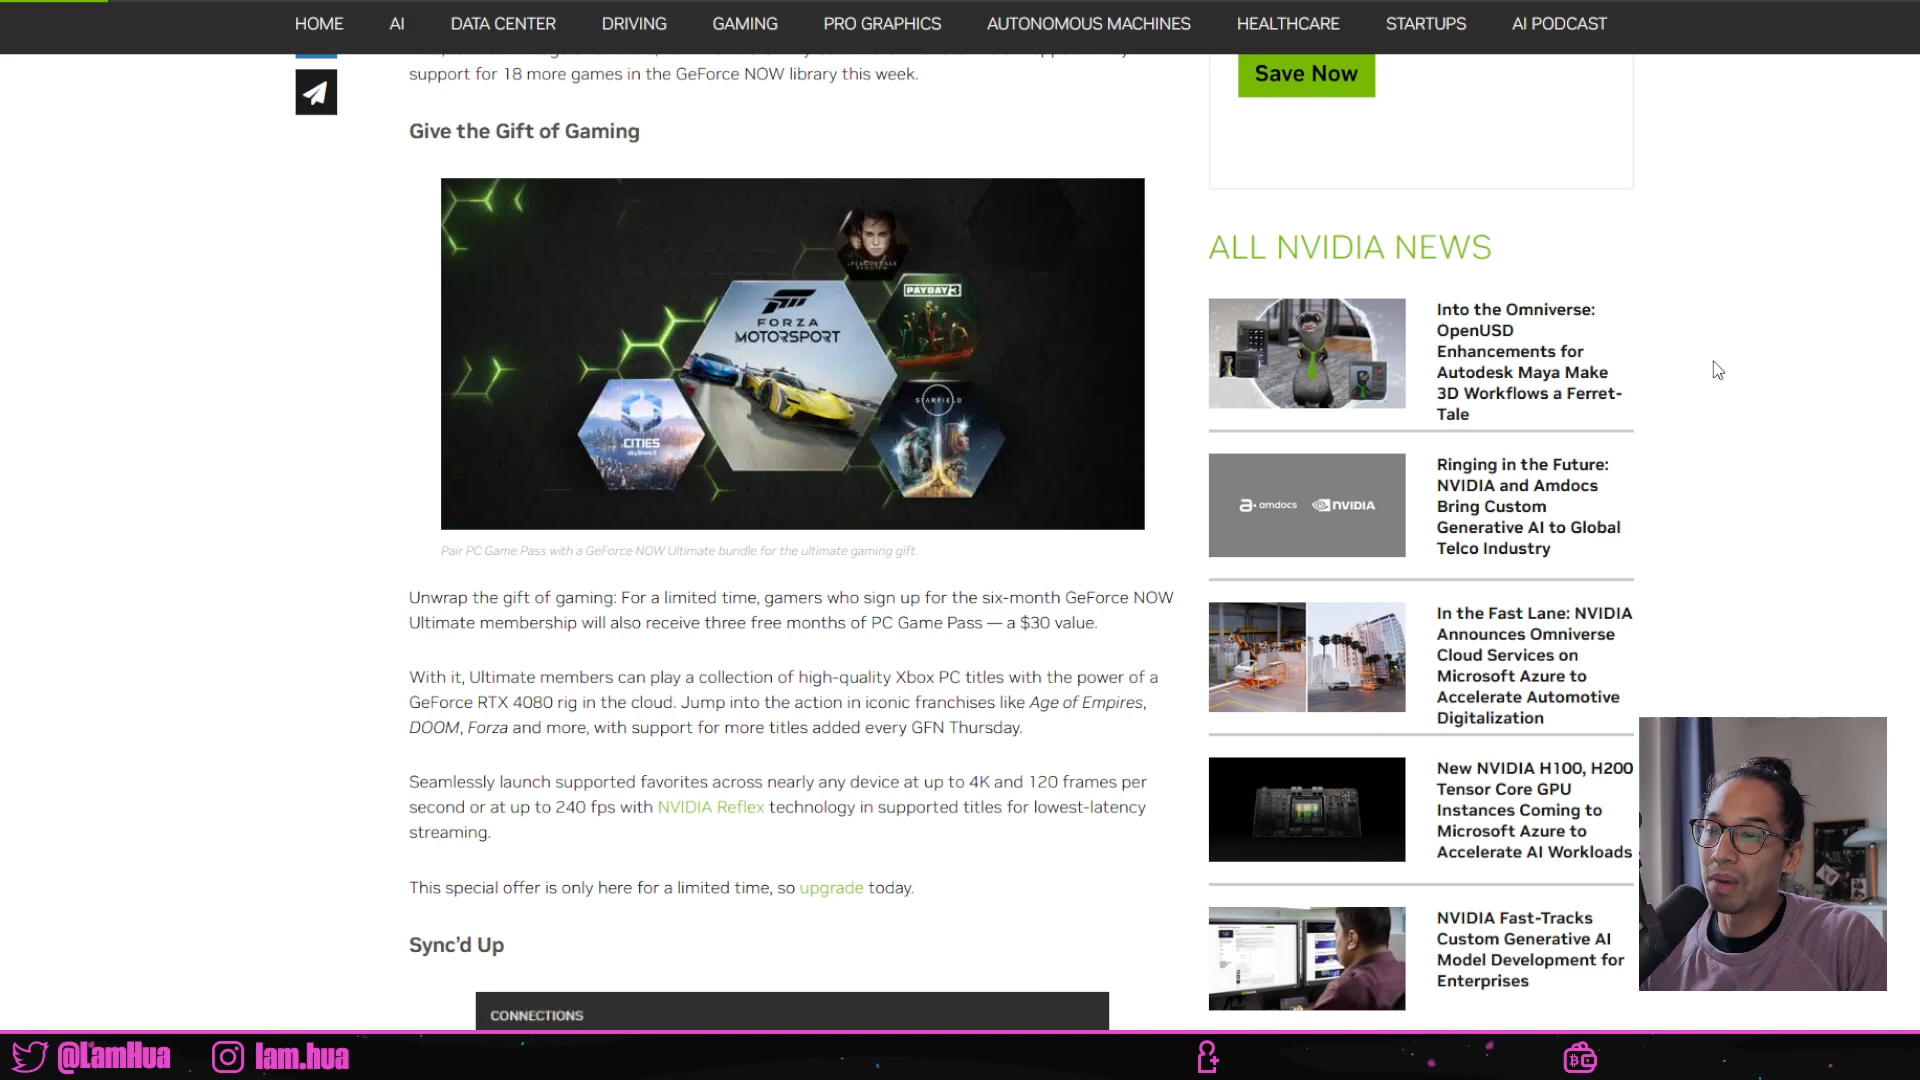 HOME AI DATA CENTER DRIVING GAMING PRO GRAPHICS AUTONOMOUS MACHINES HEALTHCARE STARTUPS AI PODCAST
support for 18 more games in the GeForce NOW library this week.
Give the Gift of Gaming
A PLAGUE TALE
REQUIEM
PAYDAY 3
FORZA
MOTORSPORT
STARFIELD
CITIES
skylines II
Pair PC Game Pass with a GeForce NOW Ultimate bundle for the ultimate gaming gift.
Unwrap the gift of gaming: For a limited time, gamers who sign up for the six-month GeForce NOW
Ultimate membership will also receive three free months of PC Game Pass — a $30 value.
With it, Ultimate members can play a collection of high-quality Xbox PC titles with the power of a
GeForce RTX 4080 rig in the cloud. Jump into the action in iconic franchises like Age of Empires,
DOOM, Forza and more, with support for more titles added every GFN Thursday.
Seamlessly launch supported favorites across nearly any device at up to 4K and 120 frames per
second or at up to 240 fps with NVIDIA Reflex technology in supported titles for lowest-latency
streaming.
This special offer is only here for a limited time, so upgrade today.
Sync’d Up
CONNECTIONS
Save Now
ALL NVIDIA NEWS
Into the Omniverse:
OpenUSD
Enhancements for
Autodesk Maya Make
3D Workflows a Ferret-
Tale
amdocs NVIDIA
Ringing in the Future:
NVIDIA and Amdocs
Bring Custom
Generative AI to Global
Telco Industry
In the Fast Lane: NVIDIA
Announces Omniverse
Cloud Services on
Microsoft Azure to
Accelerate Automotive
Digitalization
New NVIDIA H100, H200
Tensor Core GPU
Instances Coming to
Microsoft Azure to
Accelerate AI Workloads
NVIDIA Fast-Tracks
Custom Generative AI
Model Development for
Enterprises
@LamHua lam.hua